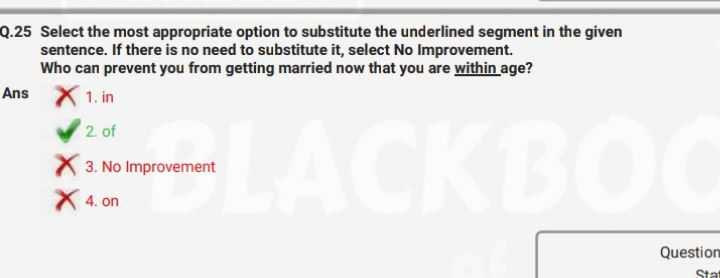 Q.25 Select the most appropriate option to substitute the underlined segment in the given
sentence. If there is no need to substitute it, select No Improvement.
Who can prevent you from getting married now that you are within age?
Ans 1. in
2. of
3. No Improvement
4. on
BLACKBOO
of
Question